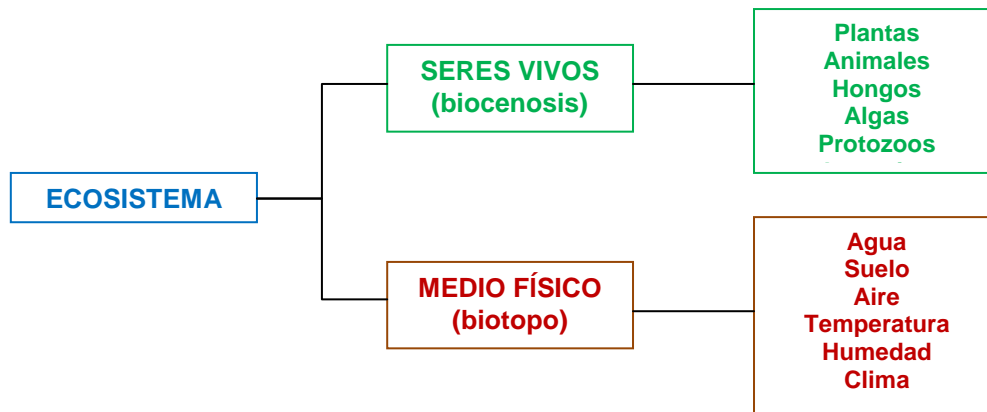 ECOSISTEMA
SERES VIVOS
(biocenosis)
Plantas
Animales
Hongos
Algas
Protozoos
MEDIO FÍSICO
(biotopo)
Agua
Suelo
Aire
Temperatura
Humedad
Clima